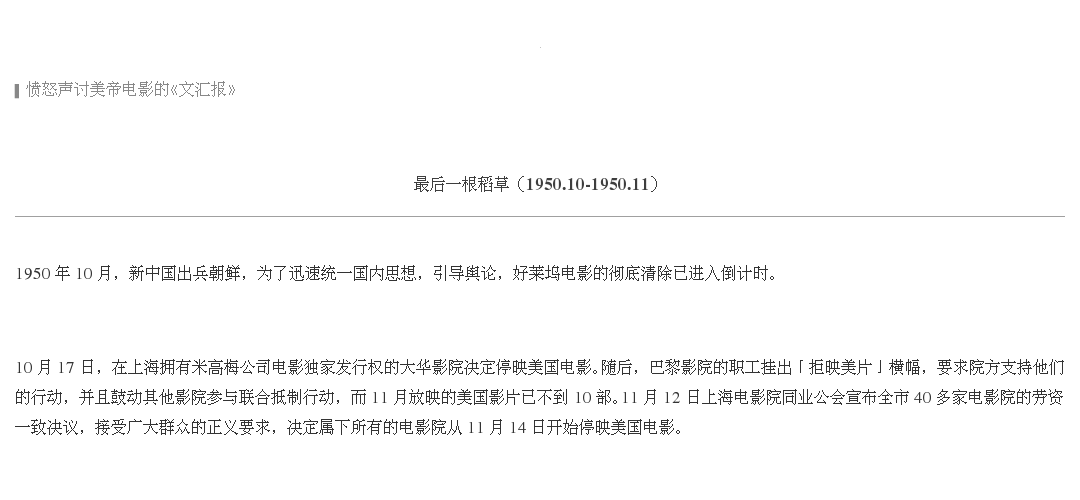 愤怒声讨美帝电影的《文汇报》
最后一根稻草（1950.10-1950.11）
1950 年 10 月，新中国出兵朝鲜，为了迅速统一国内思想，引导舆论，好莱坞电影的彻底清除已进入倒计时。
10 月 17 日，在上海拥有米高梅公司电影独家发行权的大华影院决定停映美国电影。随后，巴黎影院的职工挂出「拒映美片」横幅，要求院方支持他们
的行动，并且鼓动其他影院参与联合抵制行动，而 11 月放映的美国影片已不到 10 部。11 月 12 日上海电影院同业公会宣布全市 40 多家电影院的劳资
一致决议，接受广大群众的正义要求，决定属下所有的电影院从 11 月 14 日开始停映美国电影。